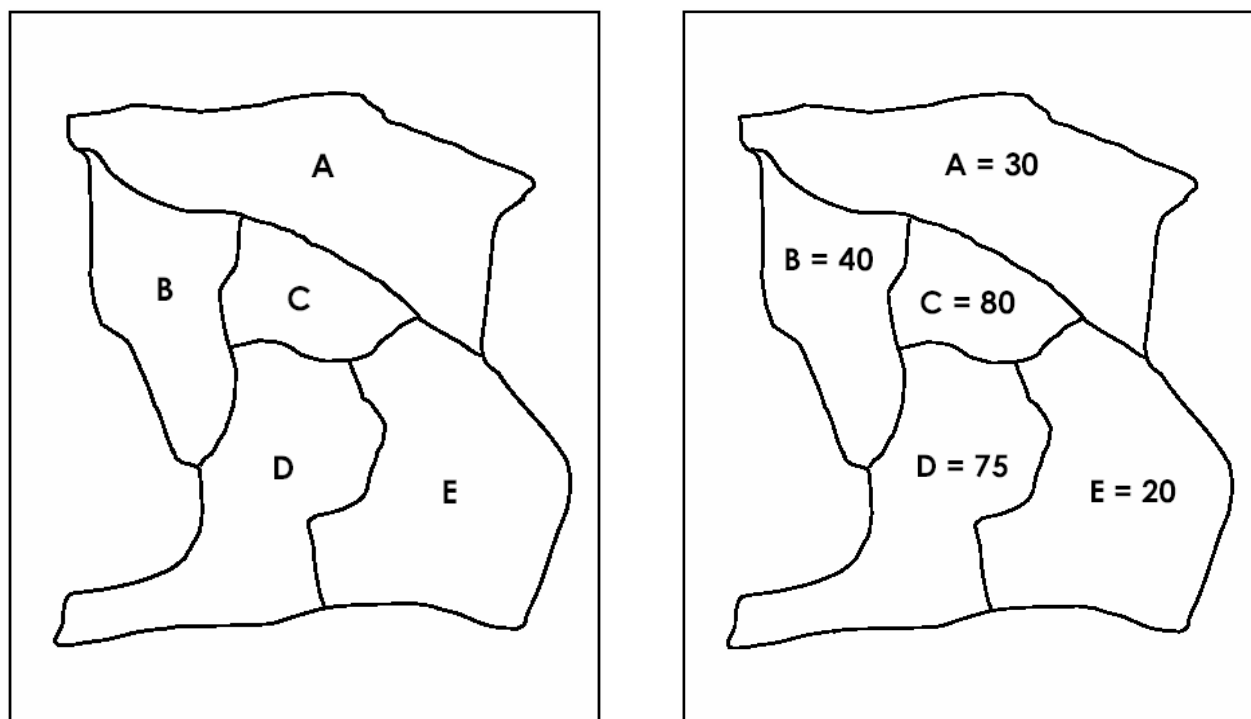 A
B
C
D
E
A = 30
B = 40
C = 80
D = 75
E = 20